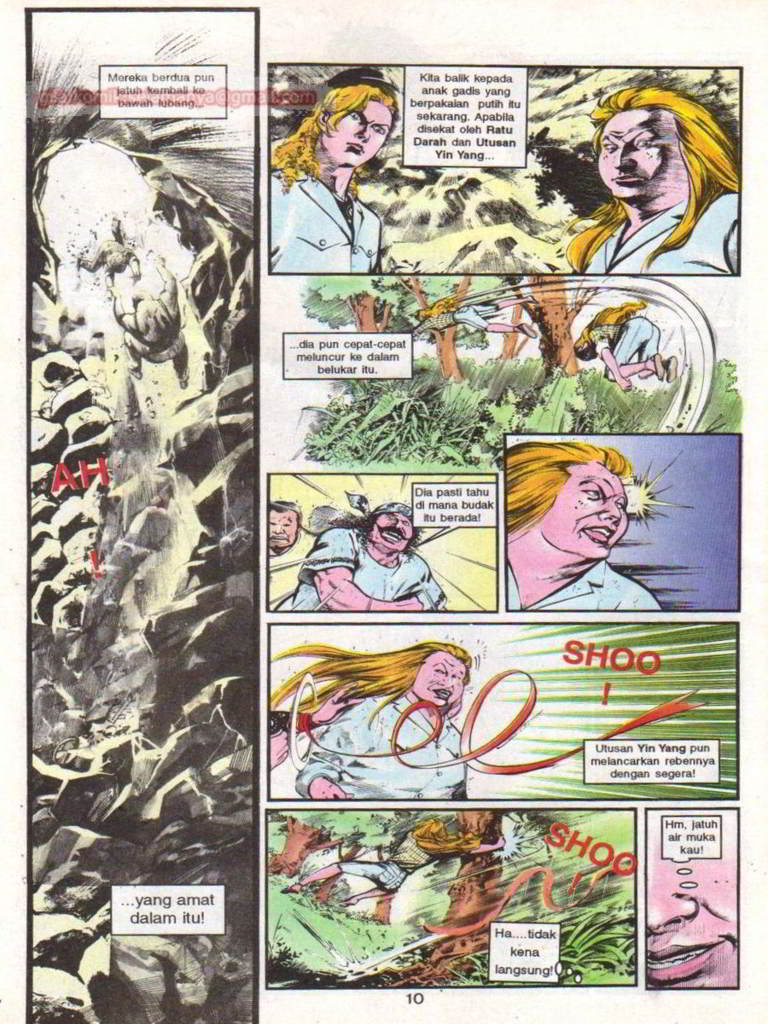 Mereka berdua pun
jatuh kembali ke
bawah lubang...
AH
!
...yang amat
dalam itu!
Kita balik kepada
anak gadis yang
berpakaian putih itu
sekarang. Apabila
disekat oleh Ratu
Darah dan Utusan
Yin Yang...
...dia pun cepat-cepat
meluncur ke dalam
belukar itu.
Dia pasti tahu
di mana budak
itu berada!
SHOO
!
Utusan Yin Yang pun
melancarkan rebennya
dengan segera!
SHOO
!
Ha....tidak
kena
langsung!
Hm, jatuh
air muka
kau!
10